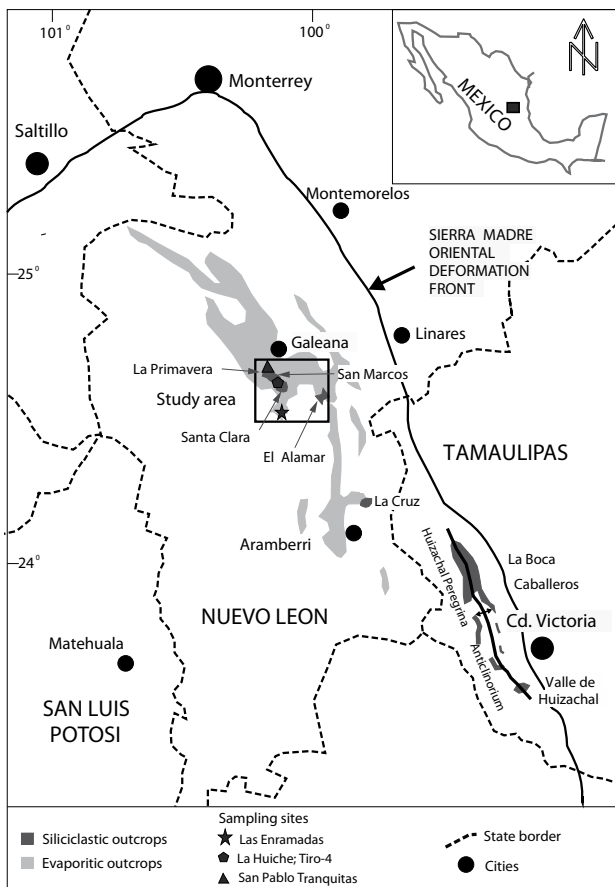 101°
100°
N
MEXICO
Monterrey
Saltillo
Montemorelos
SIERRA MADRE
ORIENTAL
DEFORMATION
FRONT
25°
Linares
Galeana
La Primavera
San Marcos
Study area
Santa Clara
El Alamar
TAMAULIPAS
La Cruz
Aramberri
24°
Huizachal Peregrina
Anticlinorium
La Boca
Caballeros
Cd. Victoria
NUEVO LEON
Matehuala
Valle de
Huizachal
SAN LUIS
POTOSI
Siliciclastic outcrops
Evaporitic outcrops
Sampling sites
Las Enramadas
La Huiche; Tiro-4
San Pablo Tranquitas
State border
Cities